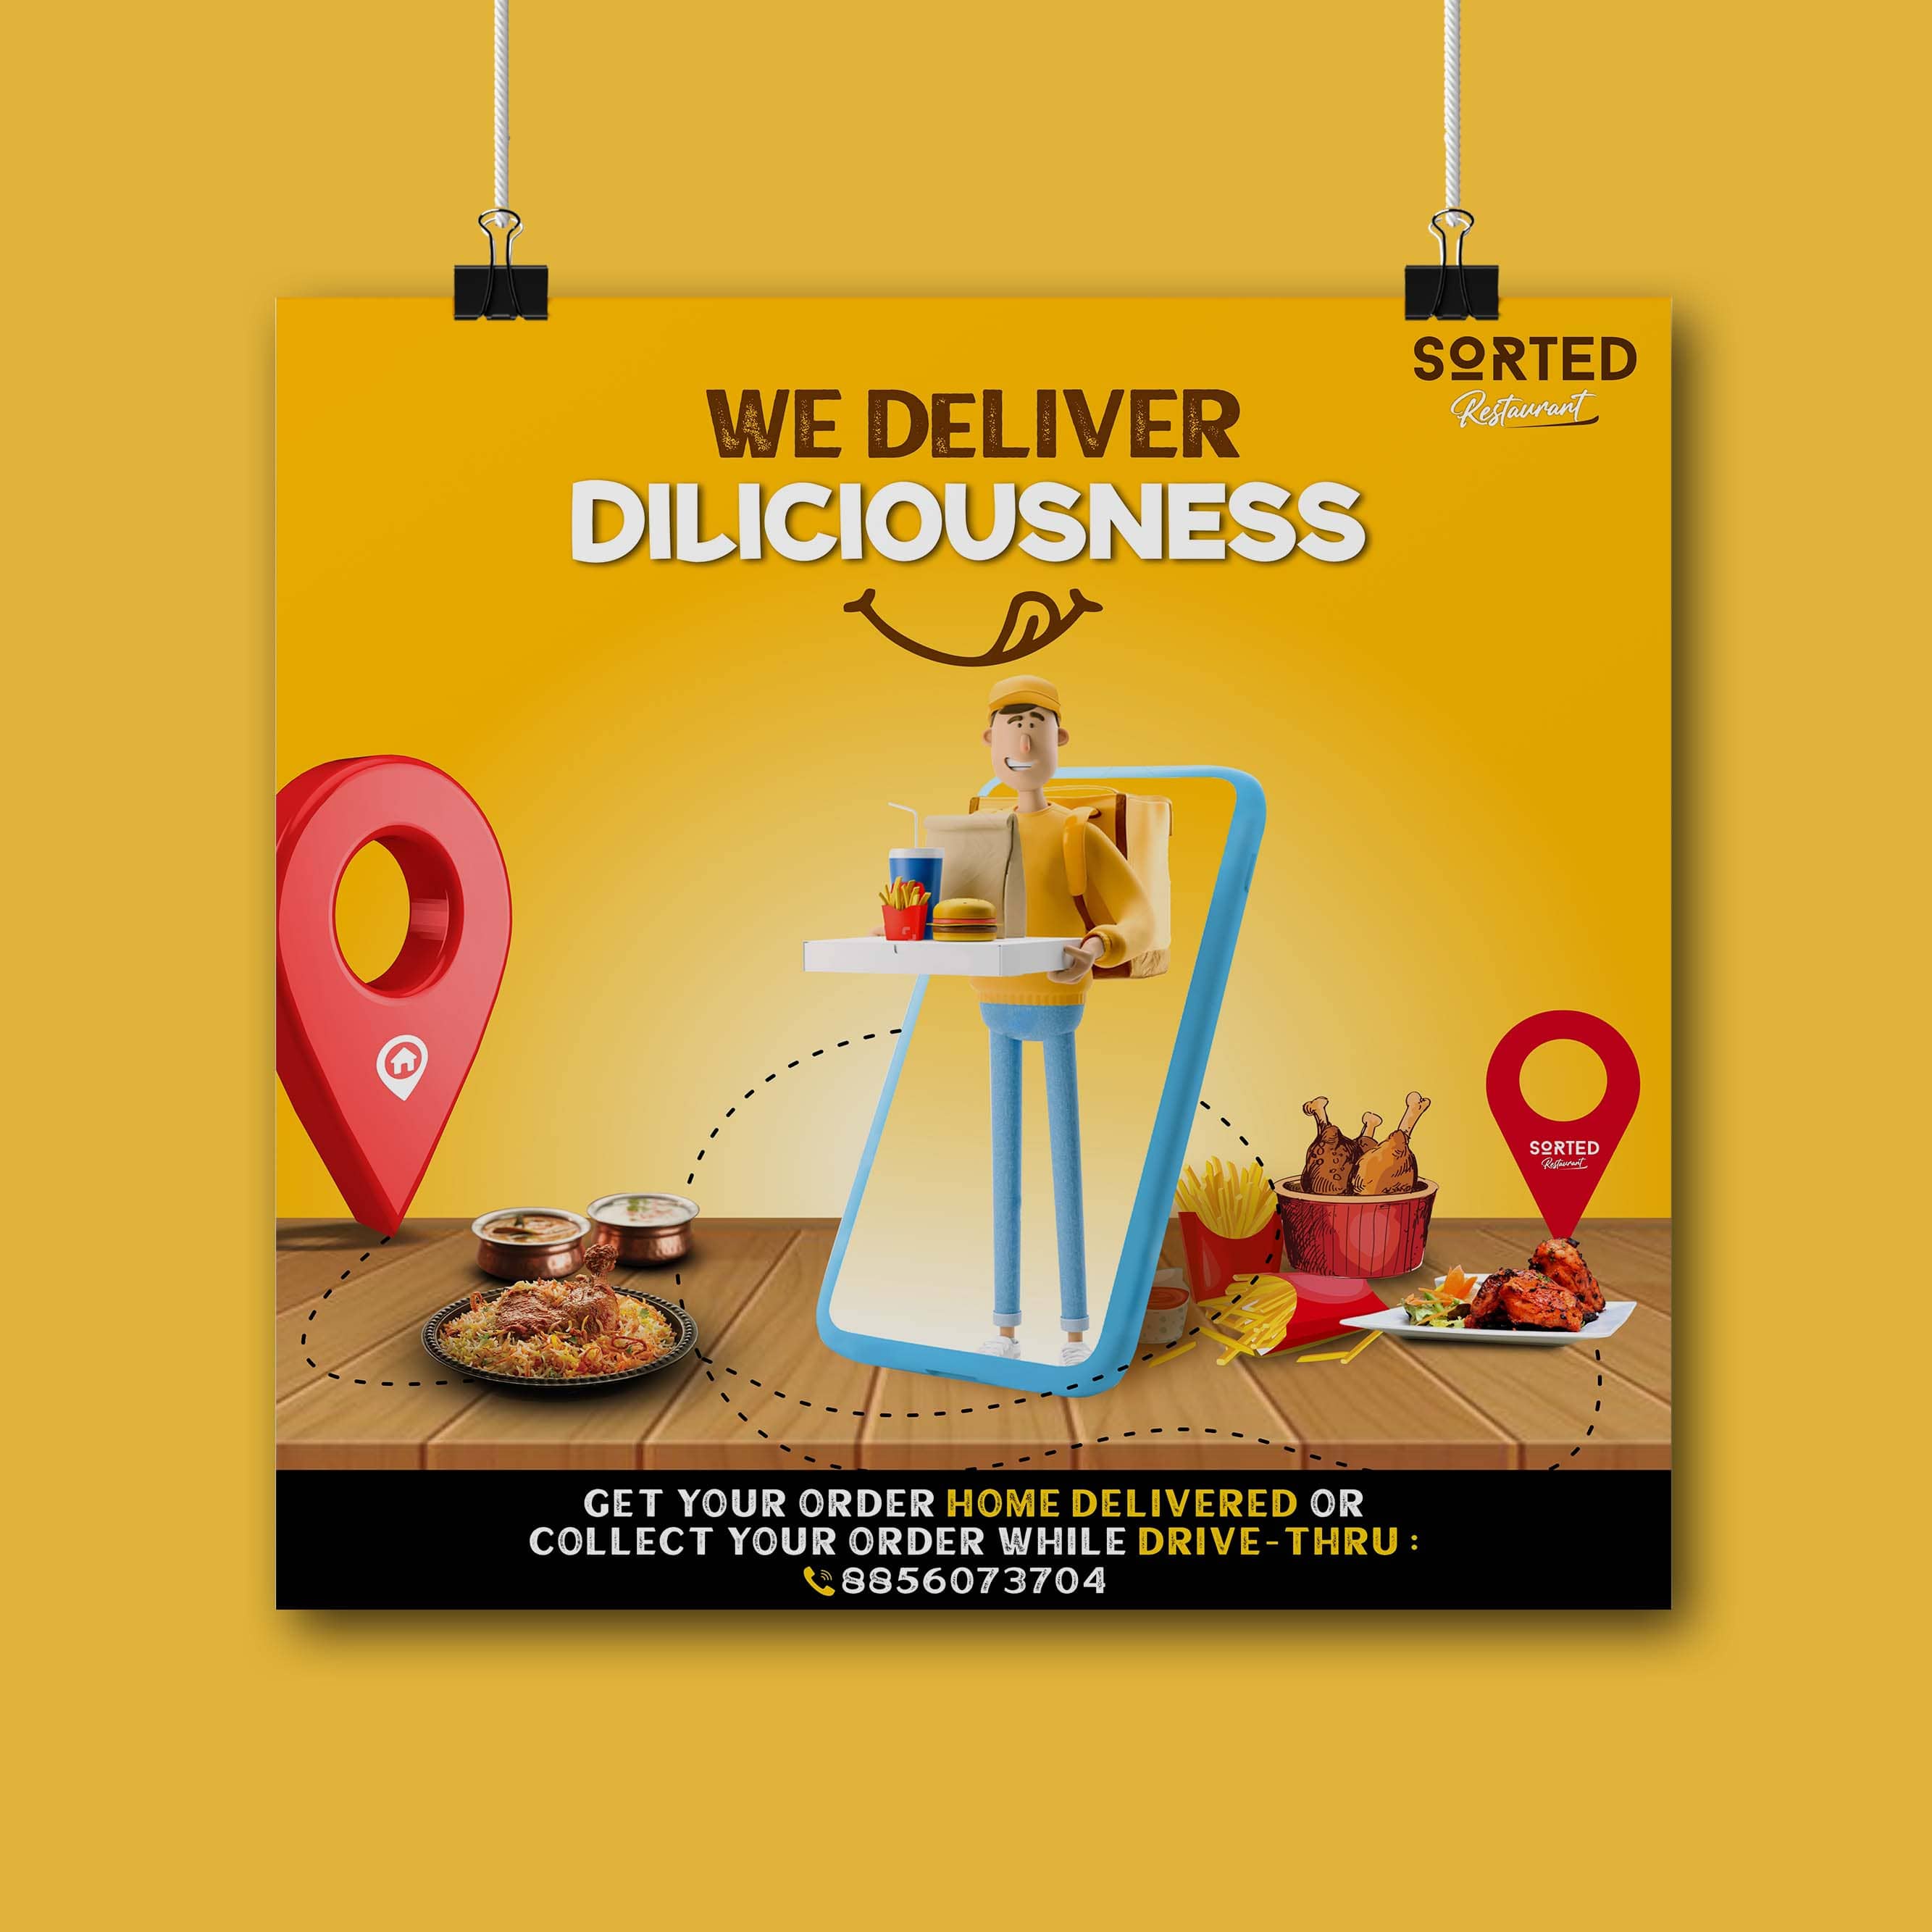 SORTED
Restaurant
WE DELIVER
DILICIOUSNESS
SORTED
Restaurant
GET YOUR ORDER HOME DELIVERED OR
COLLECT YOUR ORDER WHILE DRIVE-THRU :
8856073704